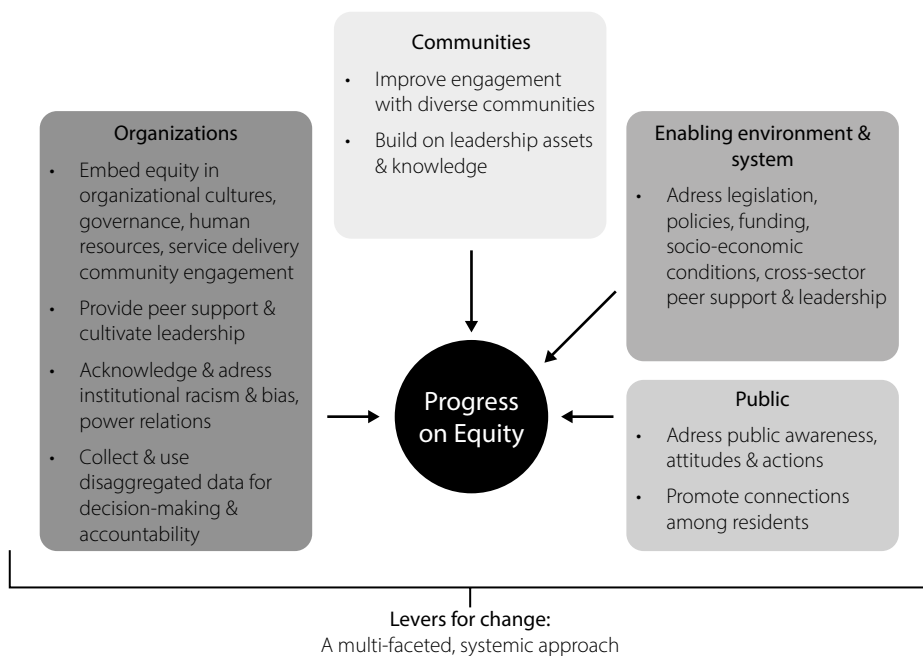 Communities
• Improve engagement
with diverse communities
• Build on leadership assets
& knowledge
Organizations
• Embed equity in
organizational cultures,
governance, human
resources, service delivery
community engagement
• Provide peer support &
cultivate leadership
• Acknowledge & adress
institutional racism & bias,
power relations
• Collect & use
disaggregated data for
decision-making &
accountability
Enabling environment &
system
• Adress legislation,
policies, funding,
socio-economic
conditions, cross-sector
peer support & leadership
Progress
on Equity
Public
• Adress public awareness,
attitudes & actions
• Promote connections
among residents
Levers for change:
A multi-faceted, systemic approach